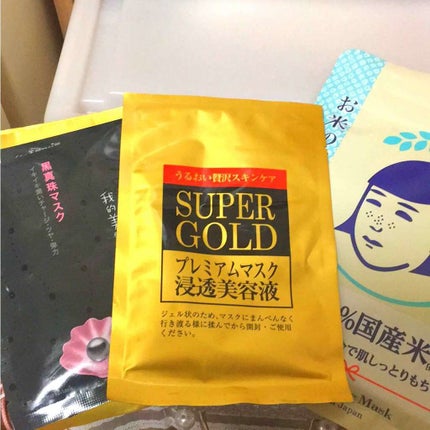 うるおい贅沢スキンケア
SUPER
GOLD
プレミアムマスク
浸透美容液
ジェル状のため、マスクにまんべんなく
行き渡る様に揉んでから開封・ご使用
ください。
黒真珠マスク
我的美
お米
の
%国産米
で肌しっとりもち
Mask
Japan